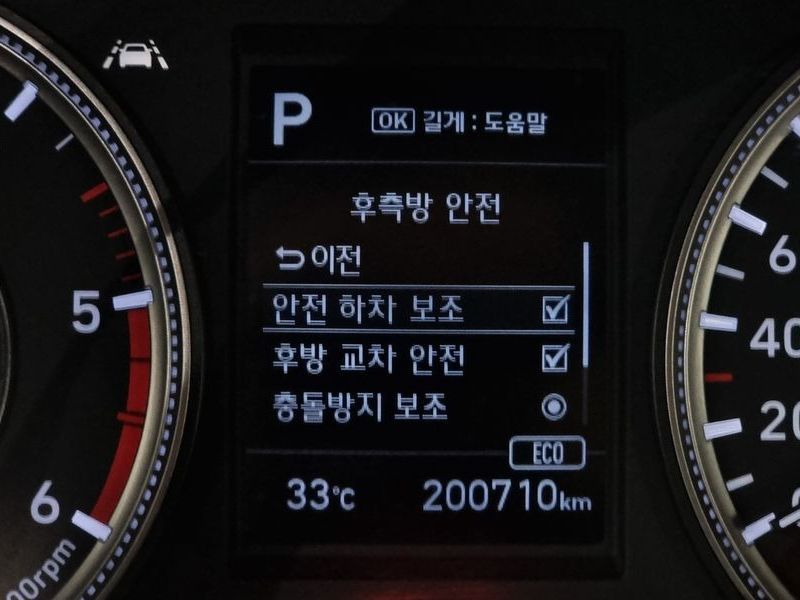 P
OK 길게 : 도움말
후측방 안전
이전
안전 하차 보조
후방 교차 안전
충돌방지 보조
ECO
33°C 200710km
5
6
00rpm
6
40
20